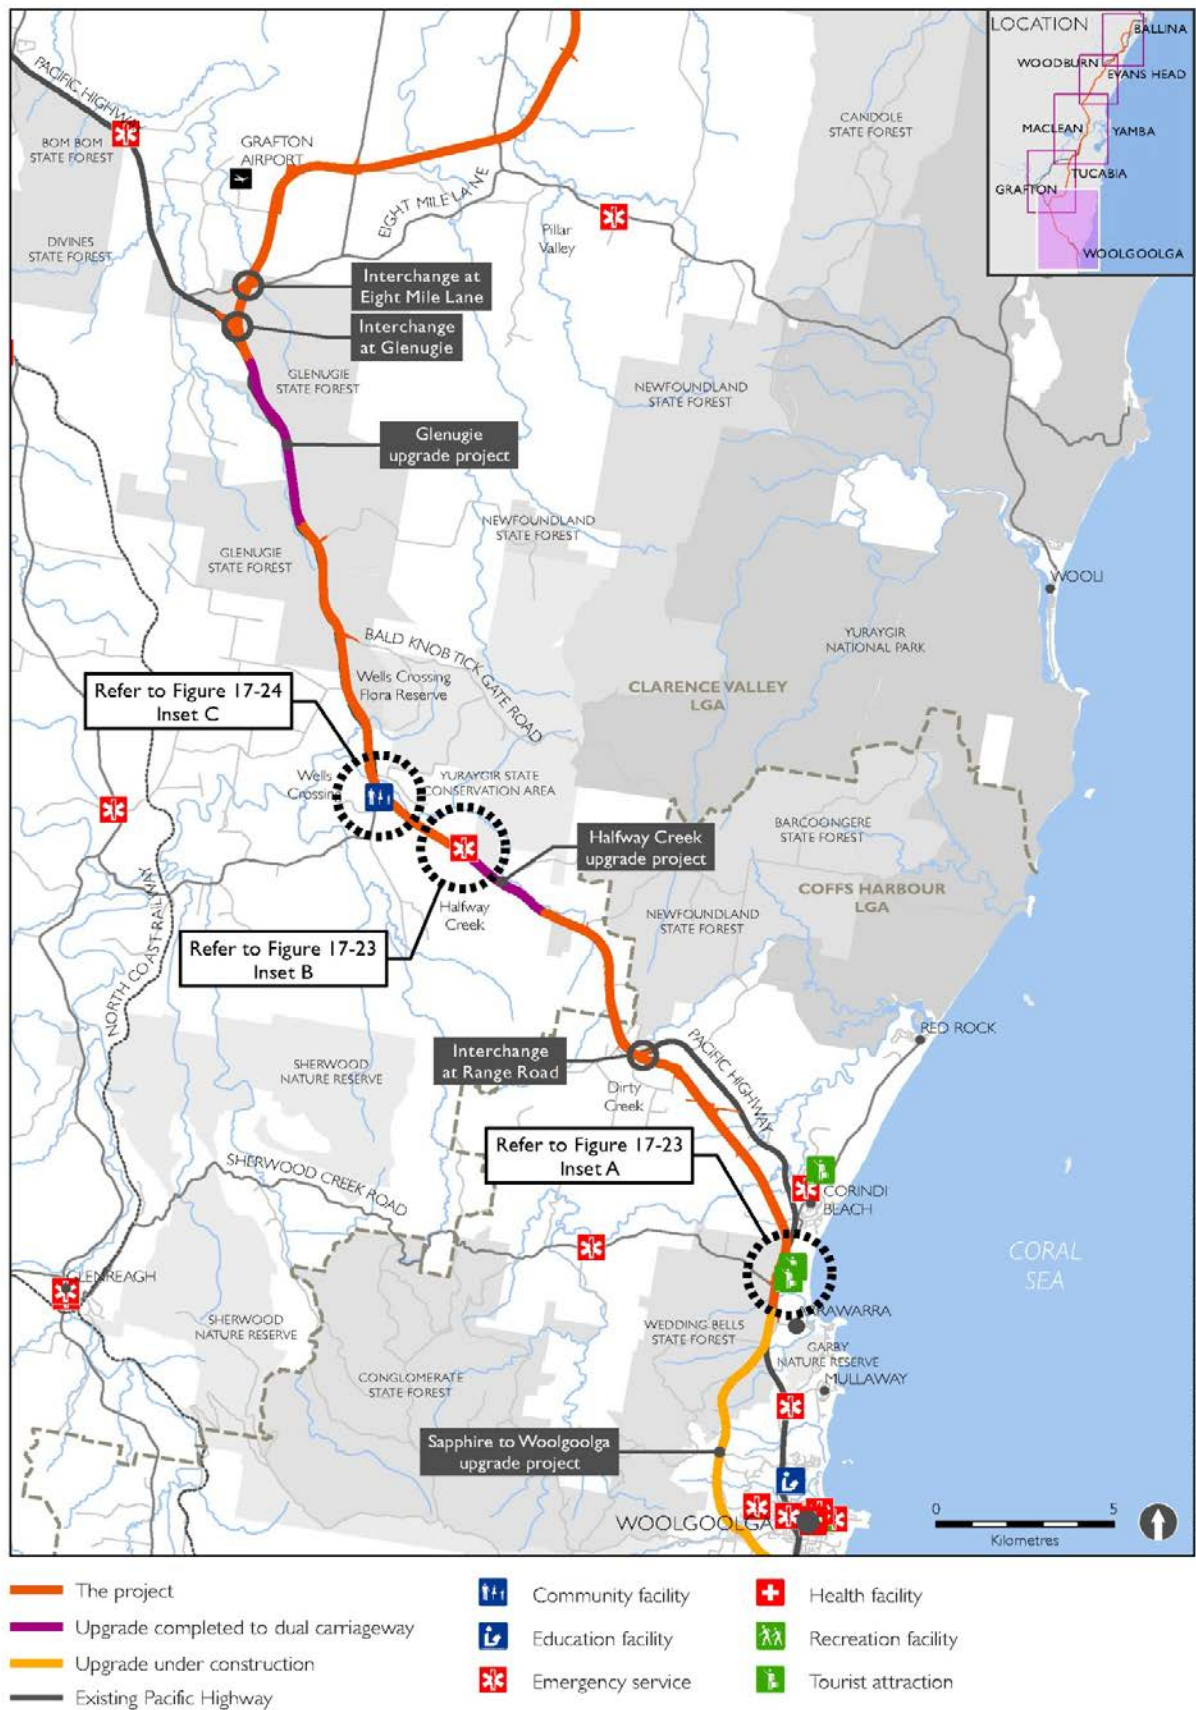 LOCATION
BALLINA
WOODBURN
EVANS HEAD
MACLEAN
YAMBA
TUCABIA
GRAFTON
WOOLGOOLGA
PACIFIC HIGHWAY
BOM BOM
STATE FOREST
GRAFTON
AIRPORT
CANDOLE
STATE FOREST
EIGHT MILE LANE
Pillar
Valley
DIVINES
STATE FOREST
Interchange at
Eight Mile Lane
Interchange
at Glenugie
GLENUGIE
STATE FOREST
NEWFOUNDLAND
STATE FOREST
Glenugie
upgrade project
NEWFOUNDLAND
STATE FOREST
GLENUGIE
STATE FOREST
WOOLI
YURAYGIR
NATIONAL PARK
BALD KNOB TICK GATE ROAD
Wells Crossing
Flora Reserve
CLARENCE VALLEY
LGA
Refer to Figure 17-24
Inset C
Wells
Crossing
YURAYGIR STATE
CONSERVATION AREA
Halfway Creek
upgrade project
BARCOONGERE
STATE FOREST
COFFS HARBOUR
LGA
Halfway
Creek
NEWFOUNDLAND
STATE FOREST
Refer to Figure 17-23
Inset B
NORTH COAST RAILWAY
RED ROCK
PACIFIC HIGHWAY
Interchange
at Range Road
SHERWOOD
NATURE RESERVE
Dirty
Creek
Refer to Figure 17-23
Inset A
SHERWOOD CREEK ROAD
CORINDI
BEACH
CORAL
SEA
GLENREAGH
SHERWOOD
NATURE RESERVE
ARAWARRA
WEDDING BELLS
STATE FOREST
GARBY
NATURE RESERVE
MULLAWAY
CONGLOMERATE
STATE FOREST
Sapphire to Woolgoolga
upgrade project
WOOLGOOLGA
0 5
Kilometres
The project
Upgrade completed to dual carriageway
Upgrade under construction
Existing Pacific Highway
Community facility
Education facility
Emergency service
Health facility
Recreation facility
Tourist attraction